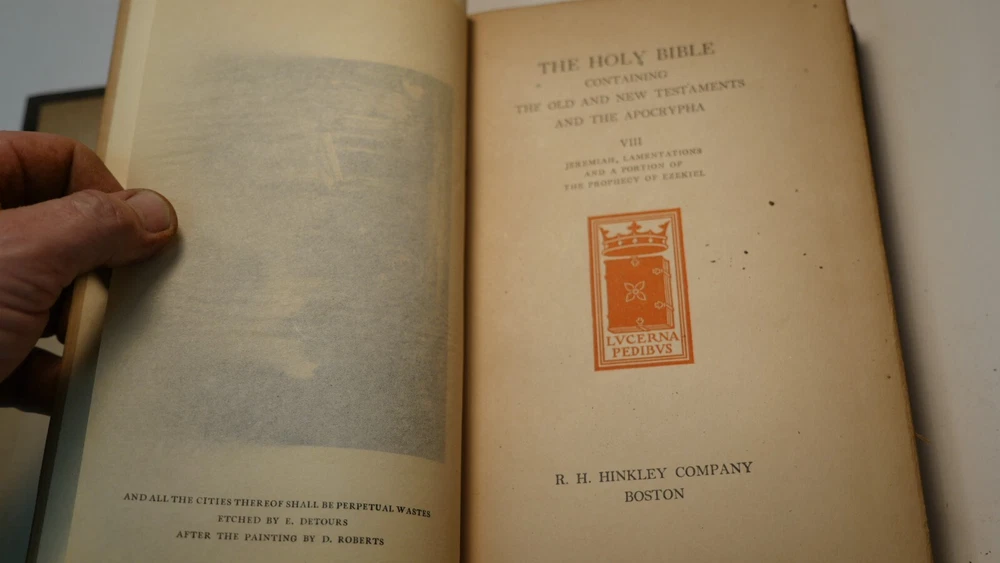 AND ALL THE CITIES THEREOF SHALL BE PERPETUAL WASTES
ETCHED BY E. DETOURS
AFTER THE PAINTING BY D. ROBERTS
THE HOLY BIBLE
CONTAINING
THE OLD AND NEW TESTAMENTS
AND THE APOCRYPHA
VIII
JEREMIAH, LAMENTATIONS
AND A PORTION OF
THE PROPHECY OF EZEKIEL
LVCERNA
PEDIBVS
R. H. HINKLEY COMPANY
BOSTON